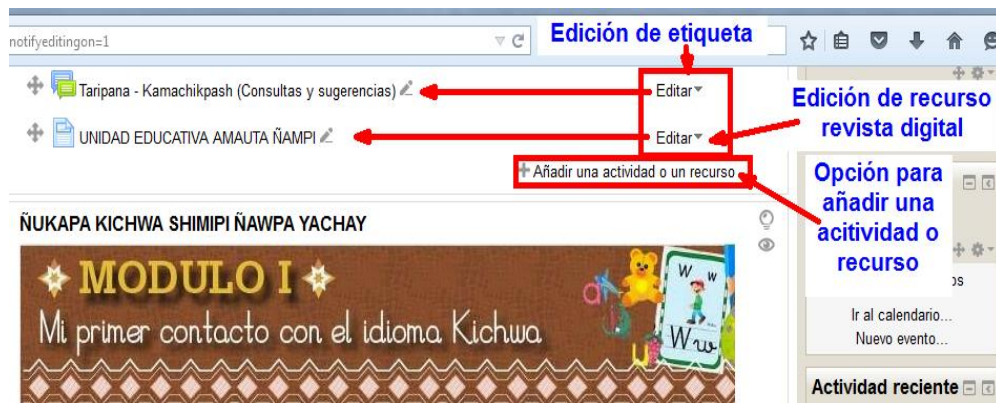 notifyeditingon=1
Edición de etiqueta
Taripana - Kamachikpash (Consultas y sugerencias)
Editar
UNIDAD EDUCATIVA AMAUTA ÑAMPI
Editar
Edición de recurso
revista digital
Añadir una actividad o un recurso
Opción para
añadir una
acitividad o
recurso
os
Ir al calendario...
Nuevo evento...
ÑUKAPA KICHWA SHIMIPI ÑAWPA YACHAY
MODULO I
Mi primer contacto con el idioma Kichwa
a
u
W w
W w
Actividad reciente